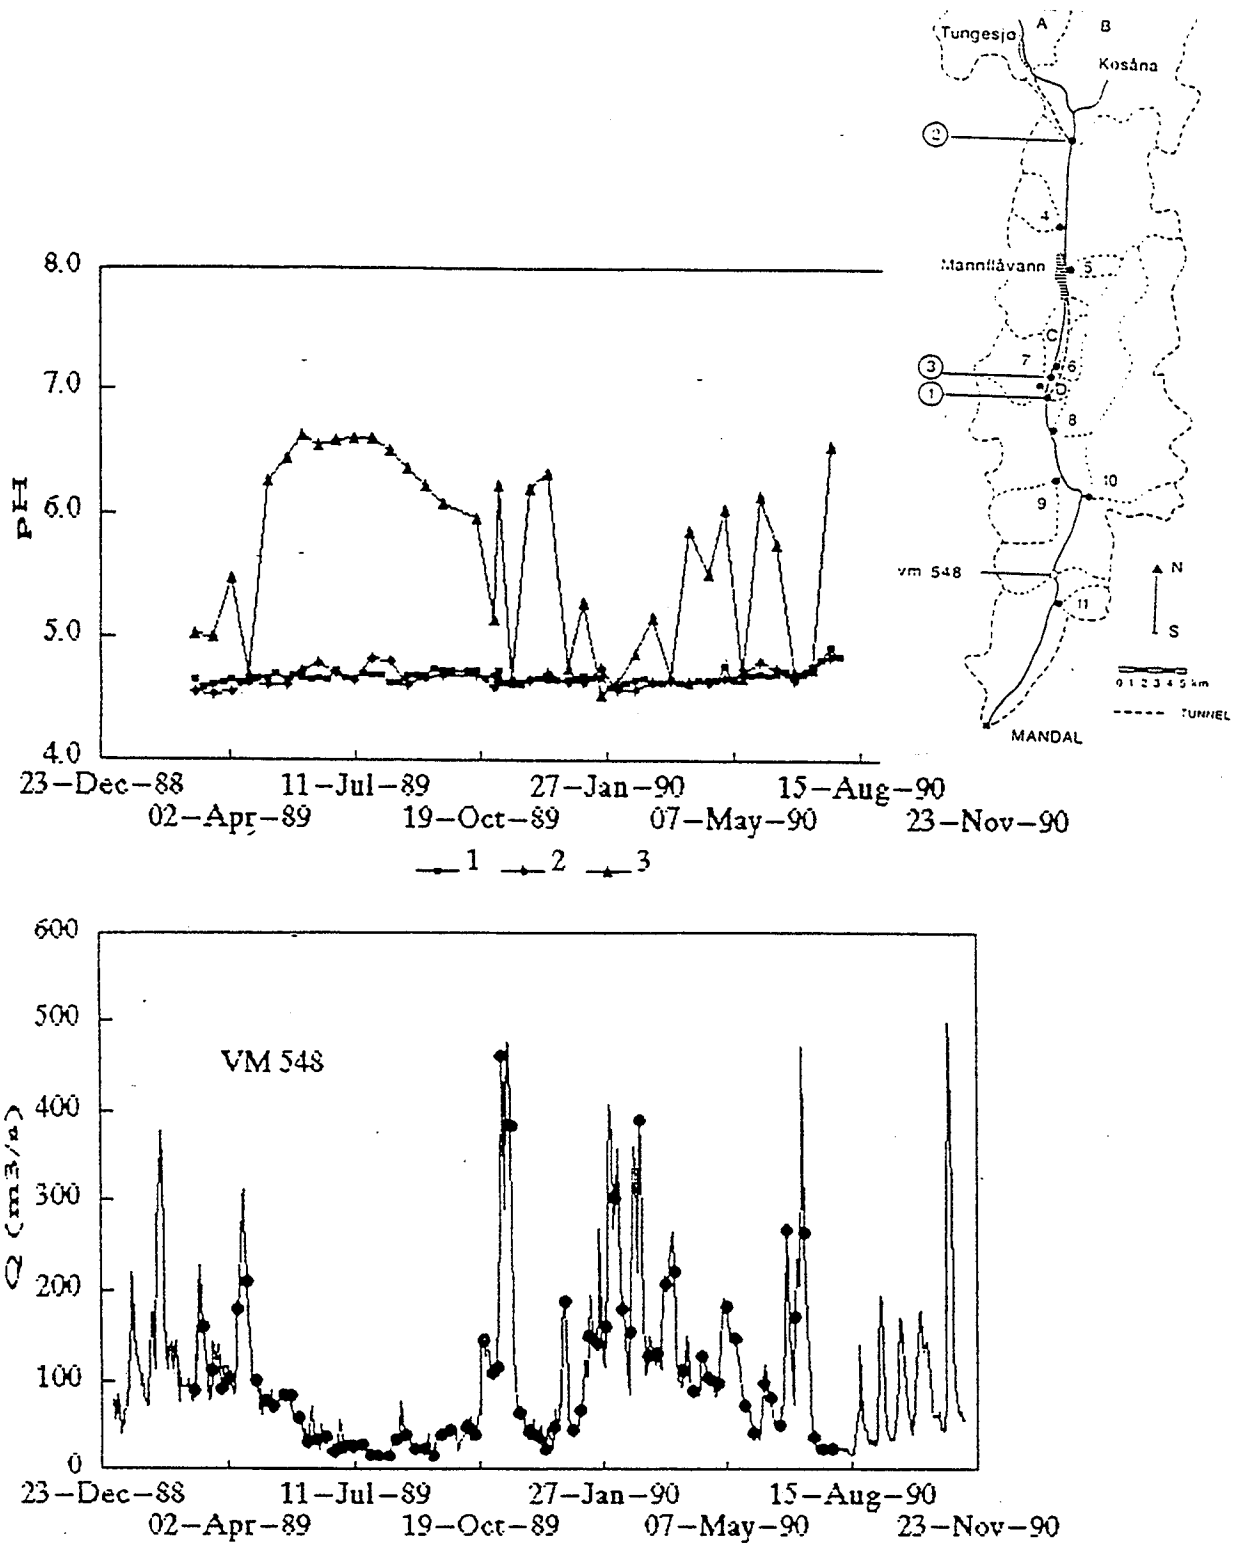 Tungesjø
A
B
Kosåna
2
4
Mannflåvann
5
C
7
3
6
D
1
8
9
10
vm 548
11
N
S
0 1 2 3 4 5 km
TUNNEL
MANDAL
8.0
7.0
6.0
5.0
4.0
pH
23-Dec-88 11-Jul-89 27-Jan-90 15-Aug-90
02-Apr-89 19-Oct-89 07-May-90 23-Nov-90
1 2 3
600
500
400
300
200
100
0
Q (m3/s)
VM 548
23-Dec-88 11-Jul-89 27-Jan-90 15-Aug-90
02-Apr-89 19-Oct-89 07-May-90 23-Nov-90